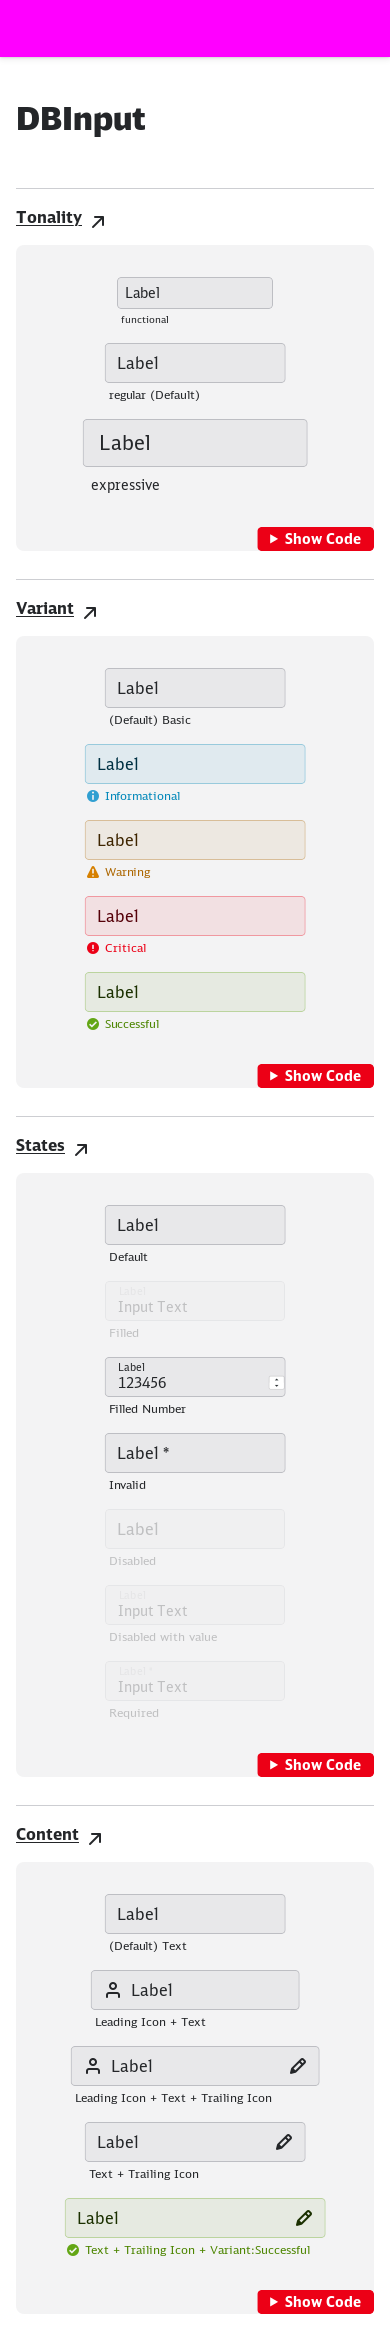 DBInput
Tonality
Label
functional
Label
regular (Default)
Label
expressive
Show Code
Variant
Label
(Default) Basic
Label
Informational
Label
Warning
Label
Critical
Label
Successful
Show Code
States
Label
Default
Label
Input Text
Filled
Label
123456
Filled Number
Label *
Invalid
Label
Disabled
Label
Input Text
Disabled with value
Label *
Input Text
Required
Show Code
Content
Label
(Default) Text
Label
Leading Icon + Text
Label
Leading Icon + Text + Trailing Icon
Label
Text + Trailing Icon
Label
Text + Trailing Icon + Variant:Successful
Show Code